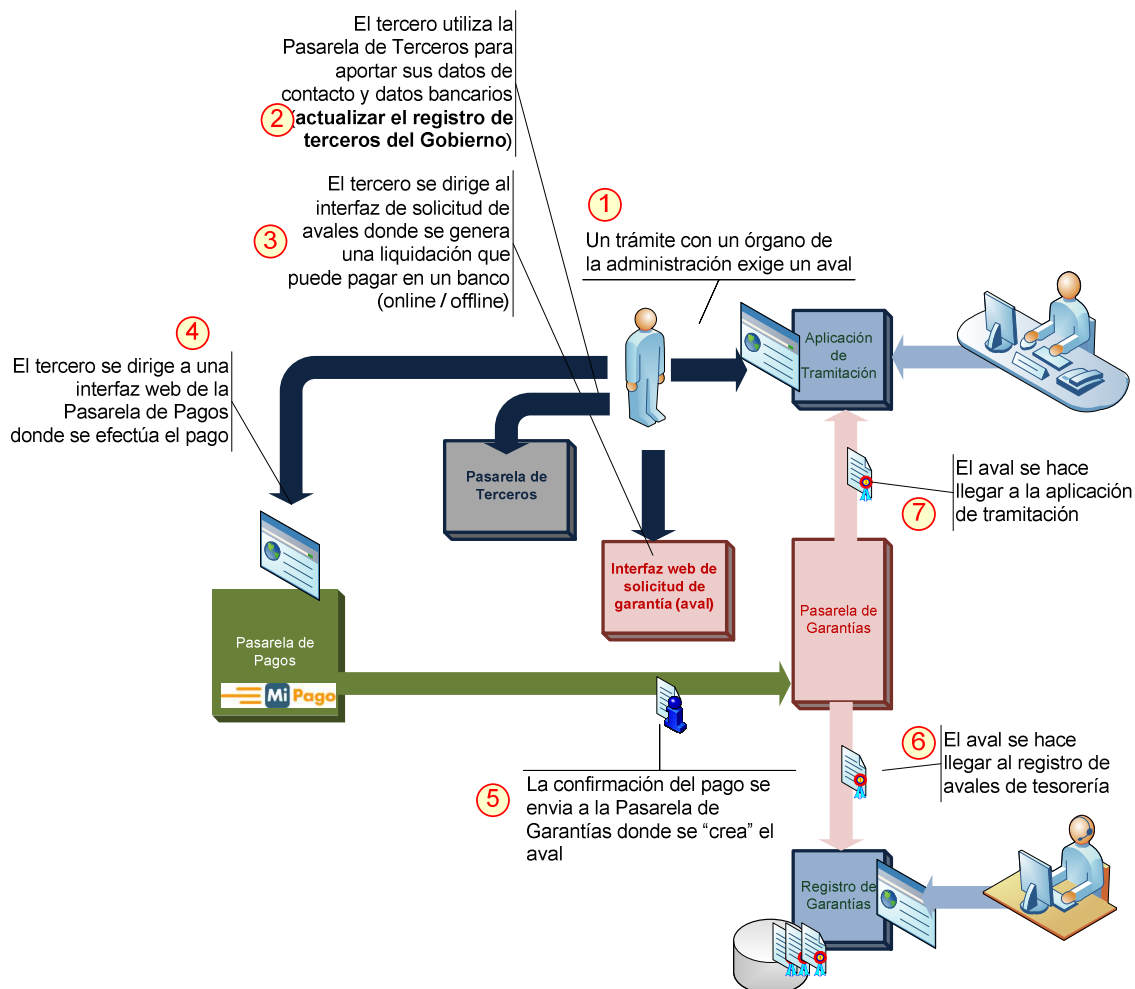 El tercero utiliza la
Pasarela de Terceros para
aportar sus datos de
contacto y datos bancarios
(actualizar el registro de
terceros del Gobierno)
2
El tercero se dirige al
interfaz de solicitud de
avales donde se genera
una liquidación que
puede pagar en un banco
(online / offline)
3
1
Un trámite con un órgano de
la administración exige un aval
4
El tercero se dirige a una
interfaz web de la
Pasarela de Pagos
donde se efectúa el pago
Aplicación
de
Tramitación
Pasarela de
Terceros
El aval se hace
llegar a la aplicación
de tramitación
7
Interfaz web de
solicitud de
garantía (aval)
Pasarela de
Garantías
Pasarela de
Pagos
Mi Pago
6
El aval se hace
llegar al registro de
avales de tesorería
5
La confirmación del pago se
envia a la Pasarela de
Garantías donde se “crea” el
aval
Registro de
Garantías